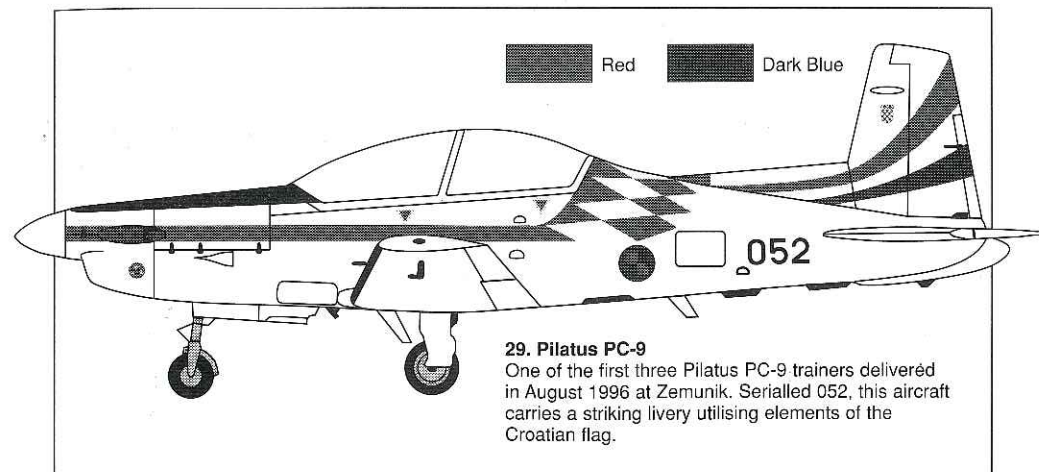 Red
Dark Blue
052
29. Pilatus PC-9
One of the first three Pilatus PC-9 trainers delivered
in August 1996 at Zemunik. Serialled 052, this aircraft
carries a striking livery utilising elements of the
Croatian flag.